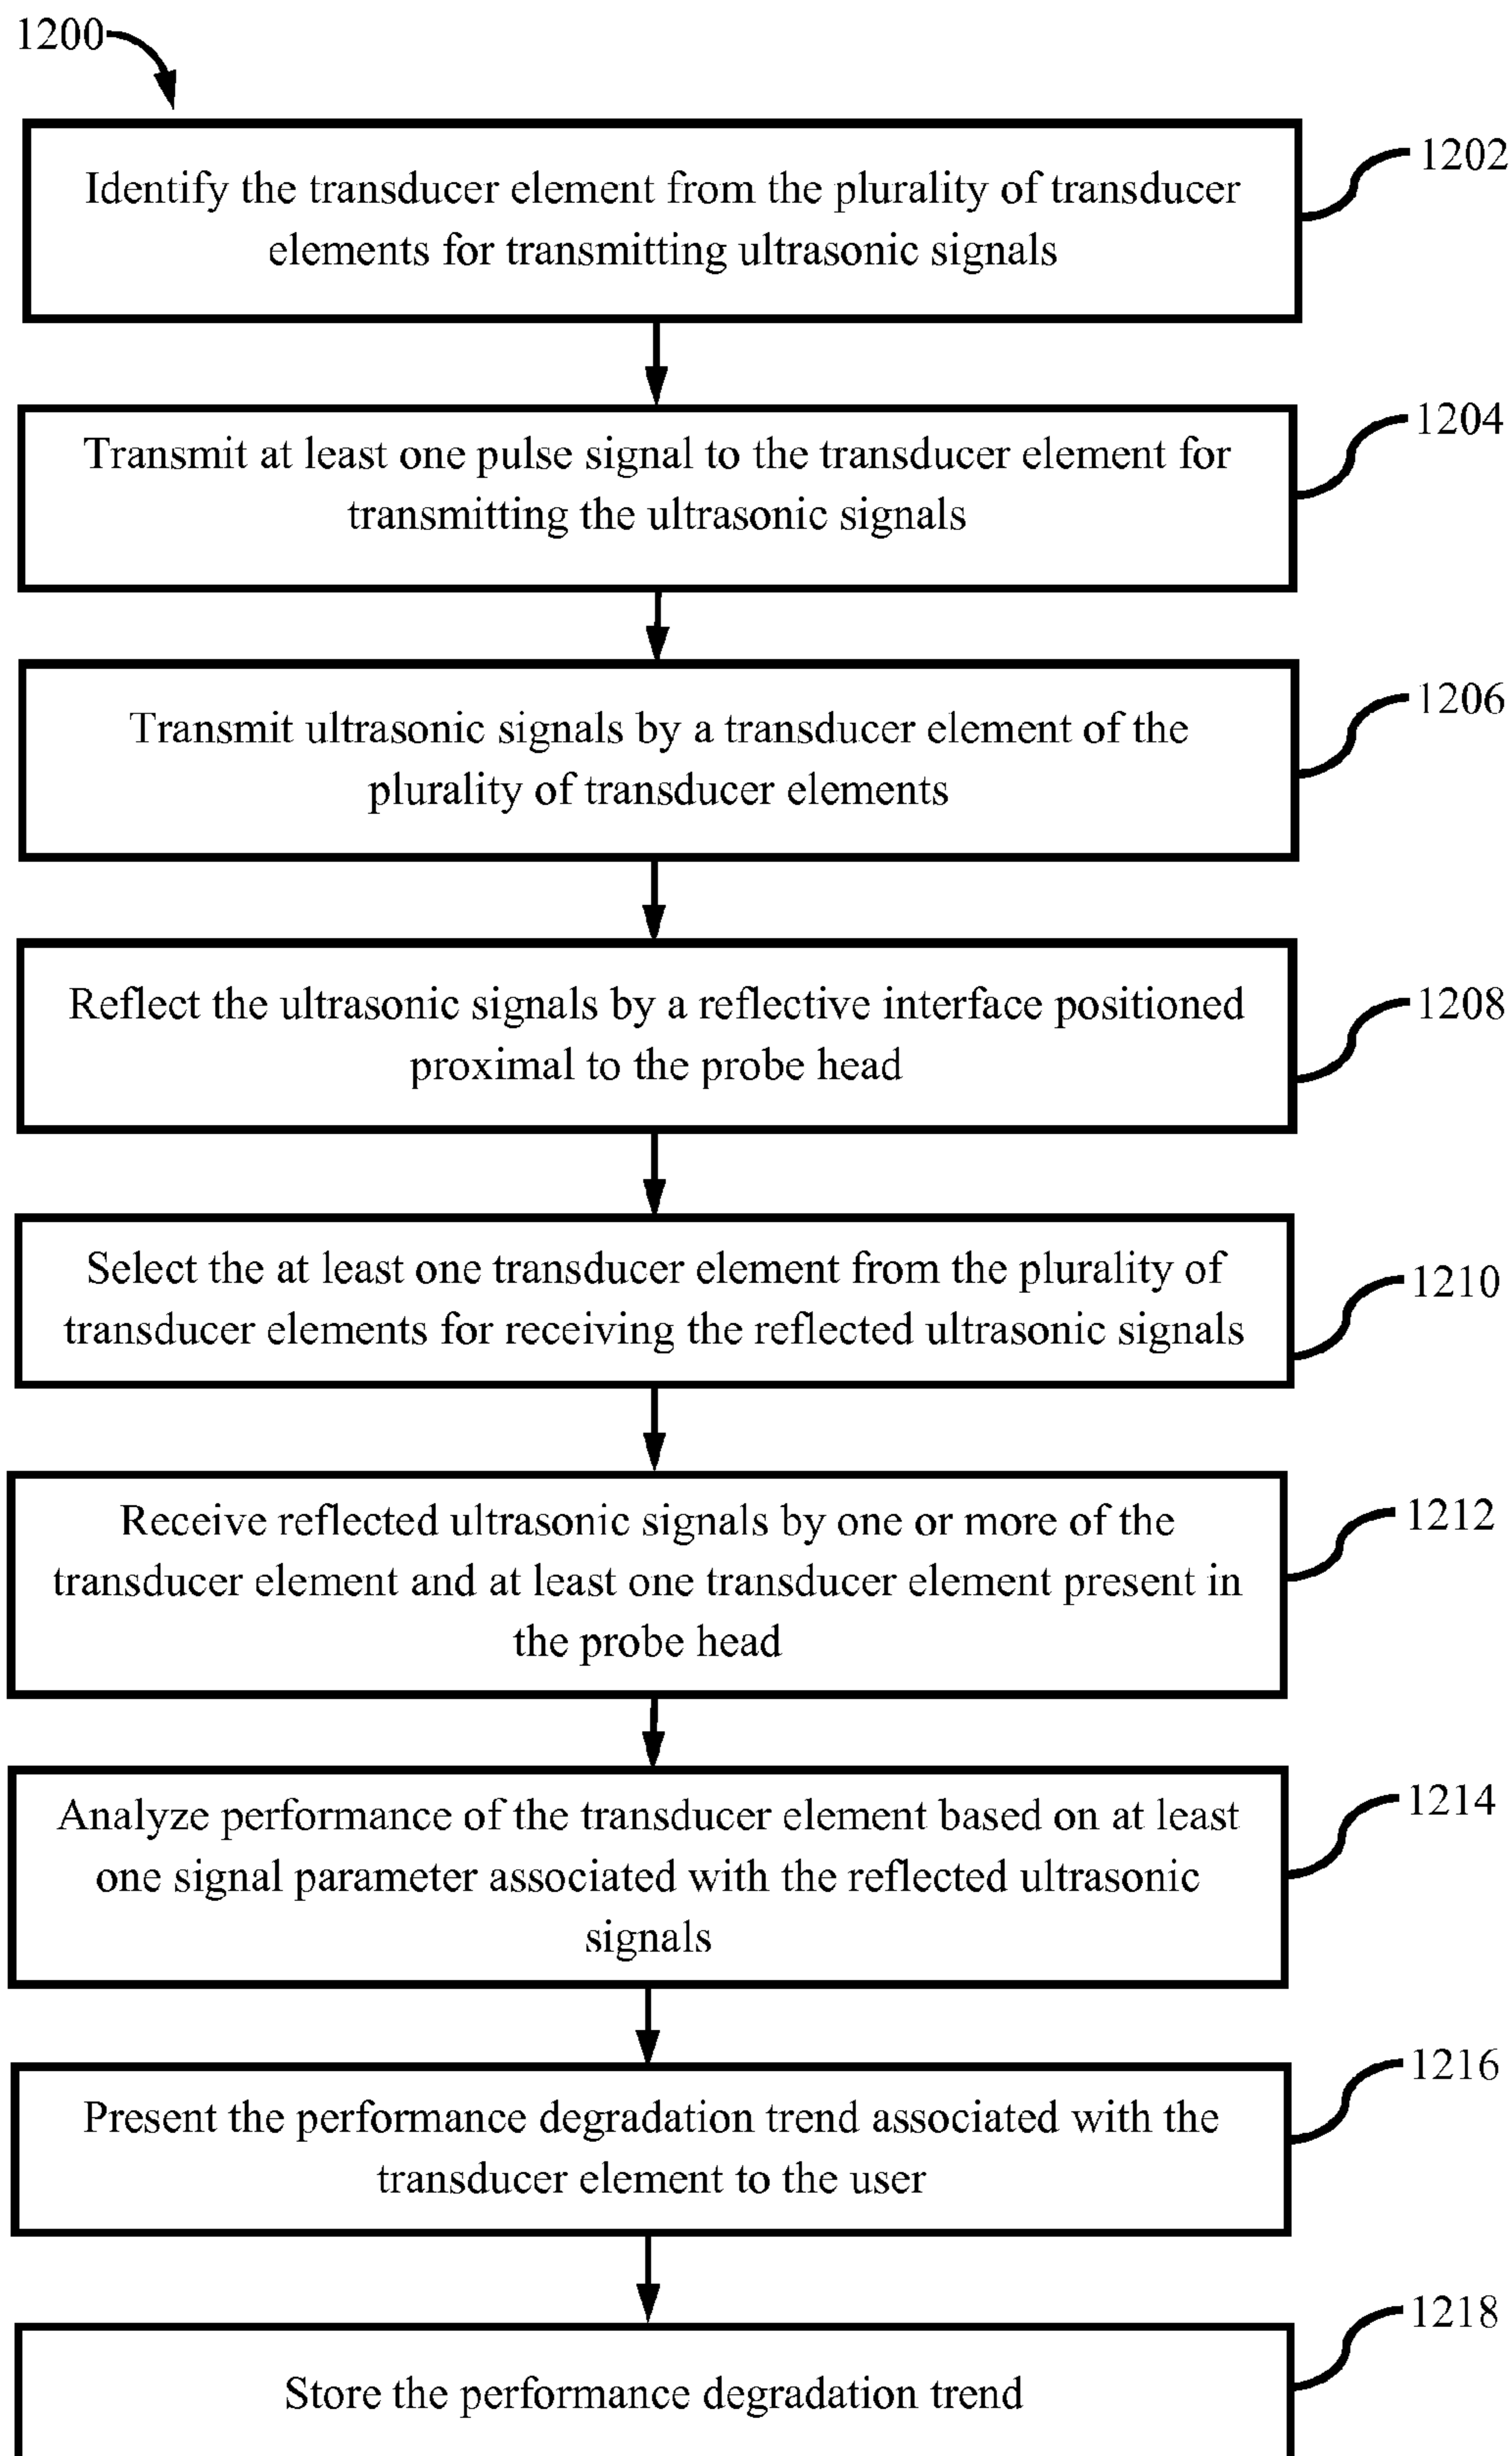 1200
1202
Identify the transducer element from the plurality of transducer
elements for transmitting ultrasonic signals
1204
Transmit at least one pulse signal to the transducer element for
transmitting the ultrasonic signals
1206
Transmit ultrasonic signals by a transducer element of the
plurality of transducer elements
1208
Reflect the ultrasonic signals by a reflective interface positioned
proximal to the probe head
1210
Select the at least one transducer element from the plurality of
transducer elements for receiving the reflected ultrasonic signals
1212
Receive reflected ultrasonic signals by one or more of the
transducer element and at least one transducer element present in
the probe head
1214
Analyze performance of the transducer element based on at least
one signal parameter associated with the reflected ultrasonic
signals
1216
Present the performance degradation trend associated with the
transducer element to the user
1218
Store the performance degradation trend